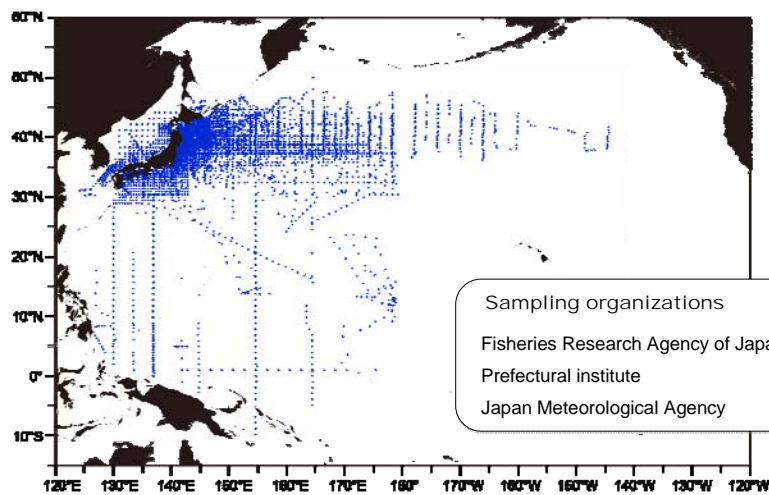 60°N
50°N
40°N
30°N
20°N
10°N
0°
10°S
Sampling organizations
Fisheries Research Agency of Japa
Prefectural institute
Japan Meteorological Agency
120°E 130°E 140°E 150°E 160°E 170°E 180° 170°W 160°W 150°W 140°W 130°W 120°W